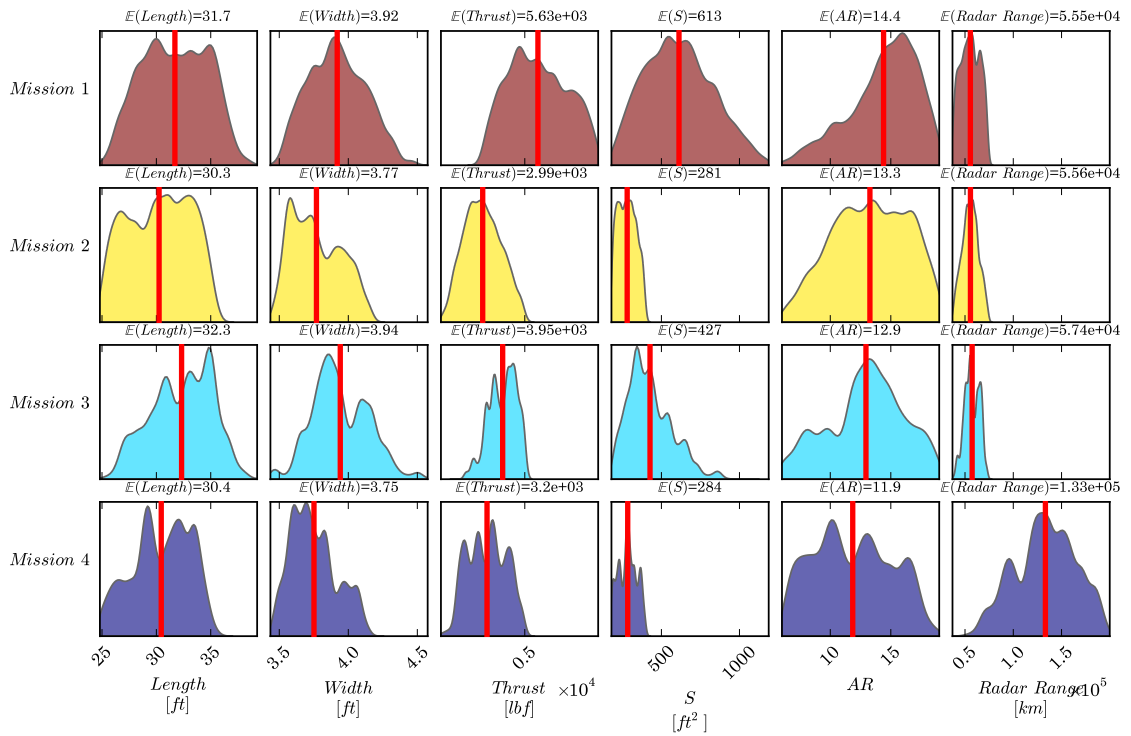 𝔼(Length)=31.7 𝔼(Width)=3.92 𝔼(Thrust)=5.63e+03 𝔼(S)=613 𝔼(AR)=14.4 𝔼(Radar Range)=5.55e+04
Mission 1
𝔼(Length)=30.3 𝔼(Width)=3.77 𝔼(Thrust)=2.99e+03 𝔼(S)=281 𝔼(AR)=13.3 𝔼(Radar Range)=5.56e+04
Mission 2
𝔼(Length)=32.3 𝔼(Width)=3.94 𝔼(Thrust)=3.95e+03 𝔼(S)=427 𝔼(AR)=12.9 𝔼(Radar Range)=5.74e+04
Mission 3
𝔼(Length)=30.4 𝔼(Width)=3.75 𝔼(Thrust)=3.2e+03 𝔼(S)=284 𝔼(AR)=11.9 𝔼(Radar Range)=1.33e+05
Mission 4
25 30 35 3.5 4.0 4.5 0.5 500 1000 10 15 0.5 1.0 1.5
Length Width Thrust ×10⁴ S AR Radar Range ×10⁵
[ft] [ft] [lbf] [ft²] [km]